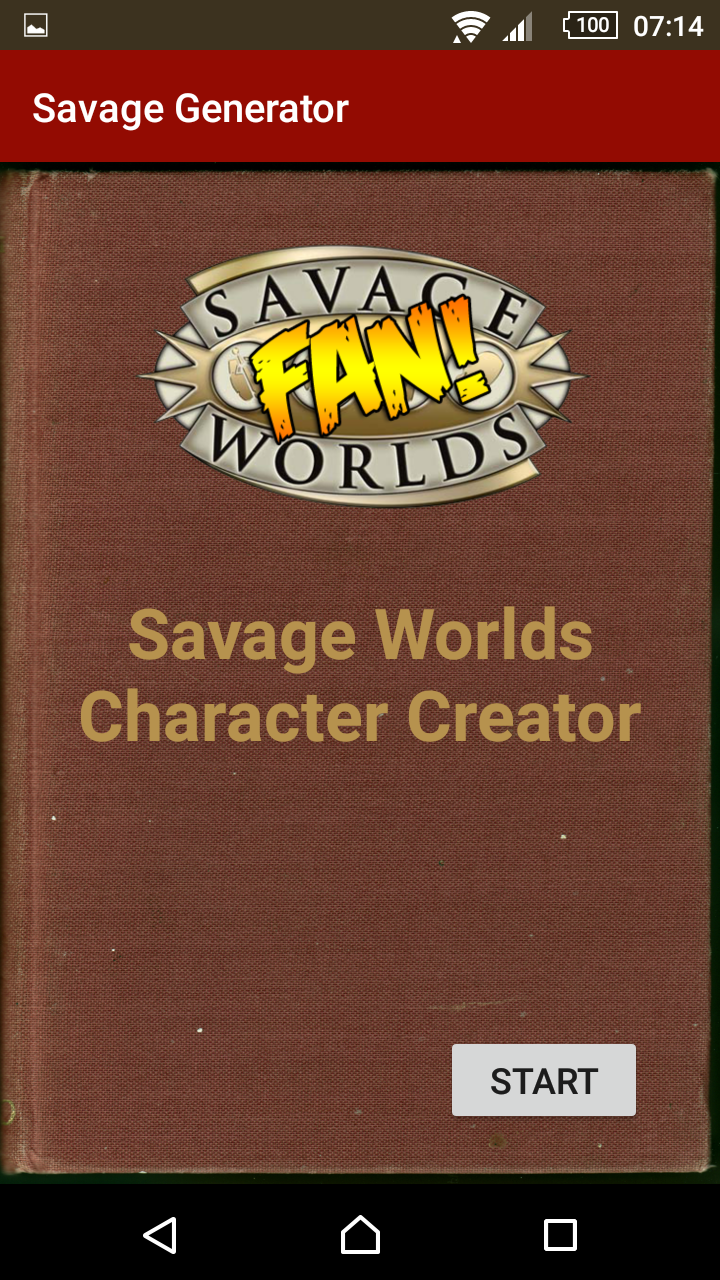 100 07:14
Savage Generator
SAVAGE
FAN!
WORLDS
Savage Worlds
Character Creator
START